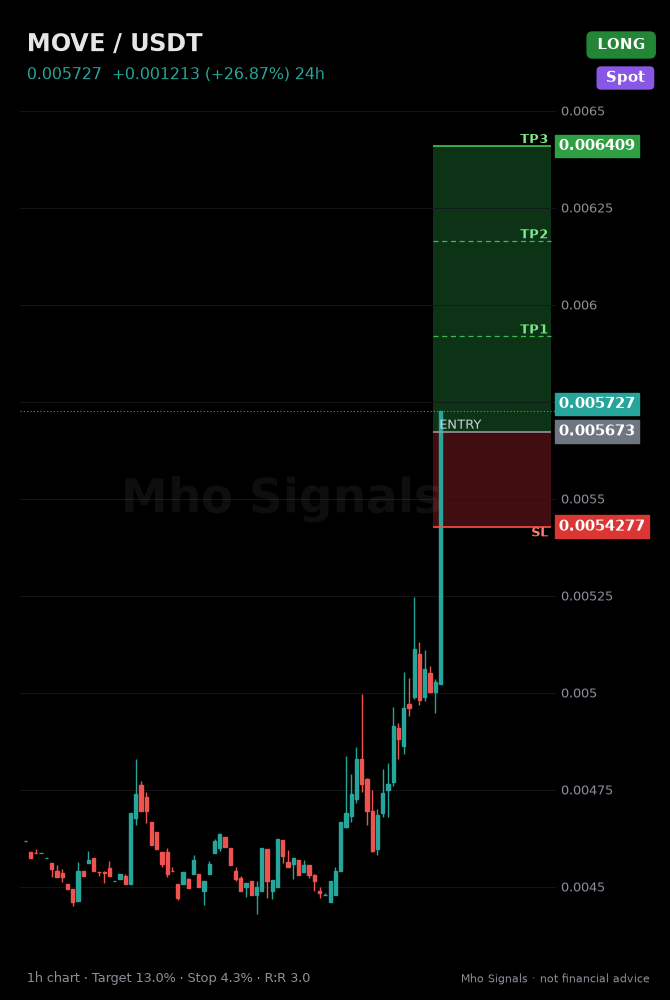 MOVE / USDT
LONG
0.005727 +0.001213 (+26.87%) 24h
Spot
0.0065
TP3
0.006409
0.00625
TP2
0.006
TP1
0.005727
ENTRY
0.005673
Mho Signals
0.0055
0.0054277
SL
0.00525
0.005
0.00475
0.0045
1h chart · Target 13.0% · Stop 4.3% · R:R 3.0
Mho Signals · not financial advice